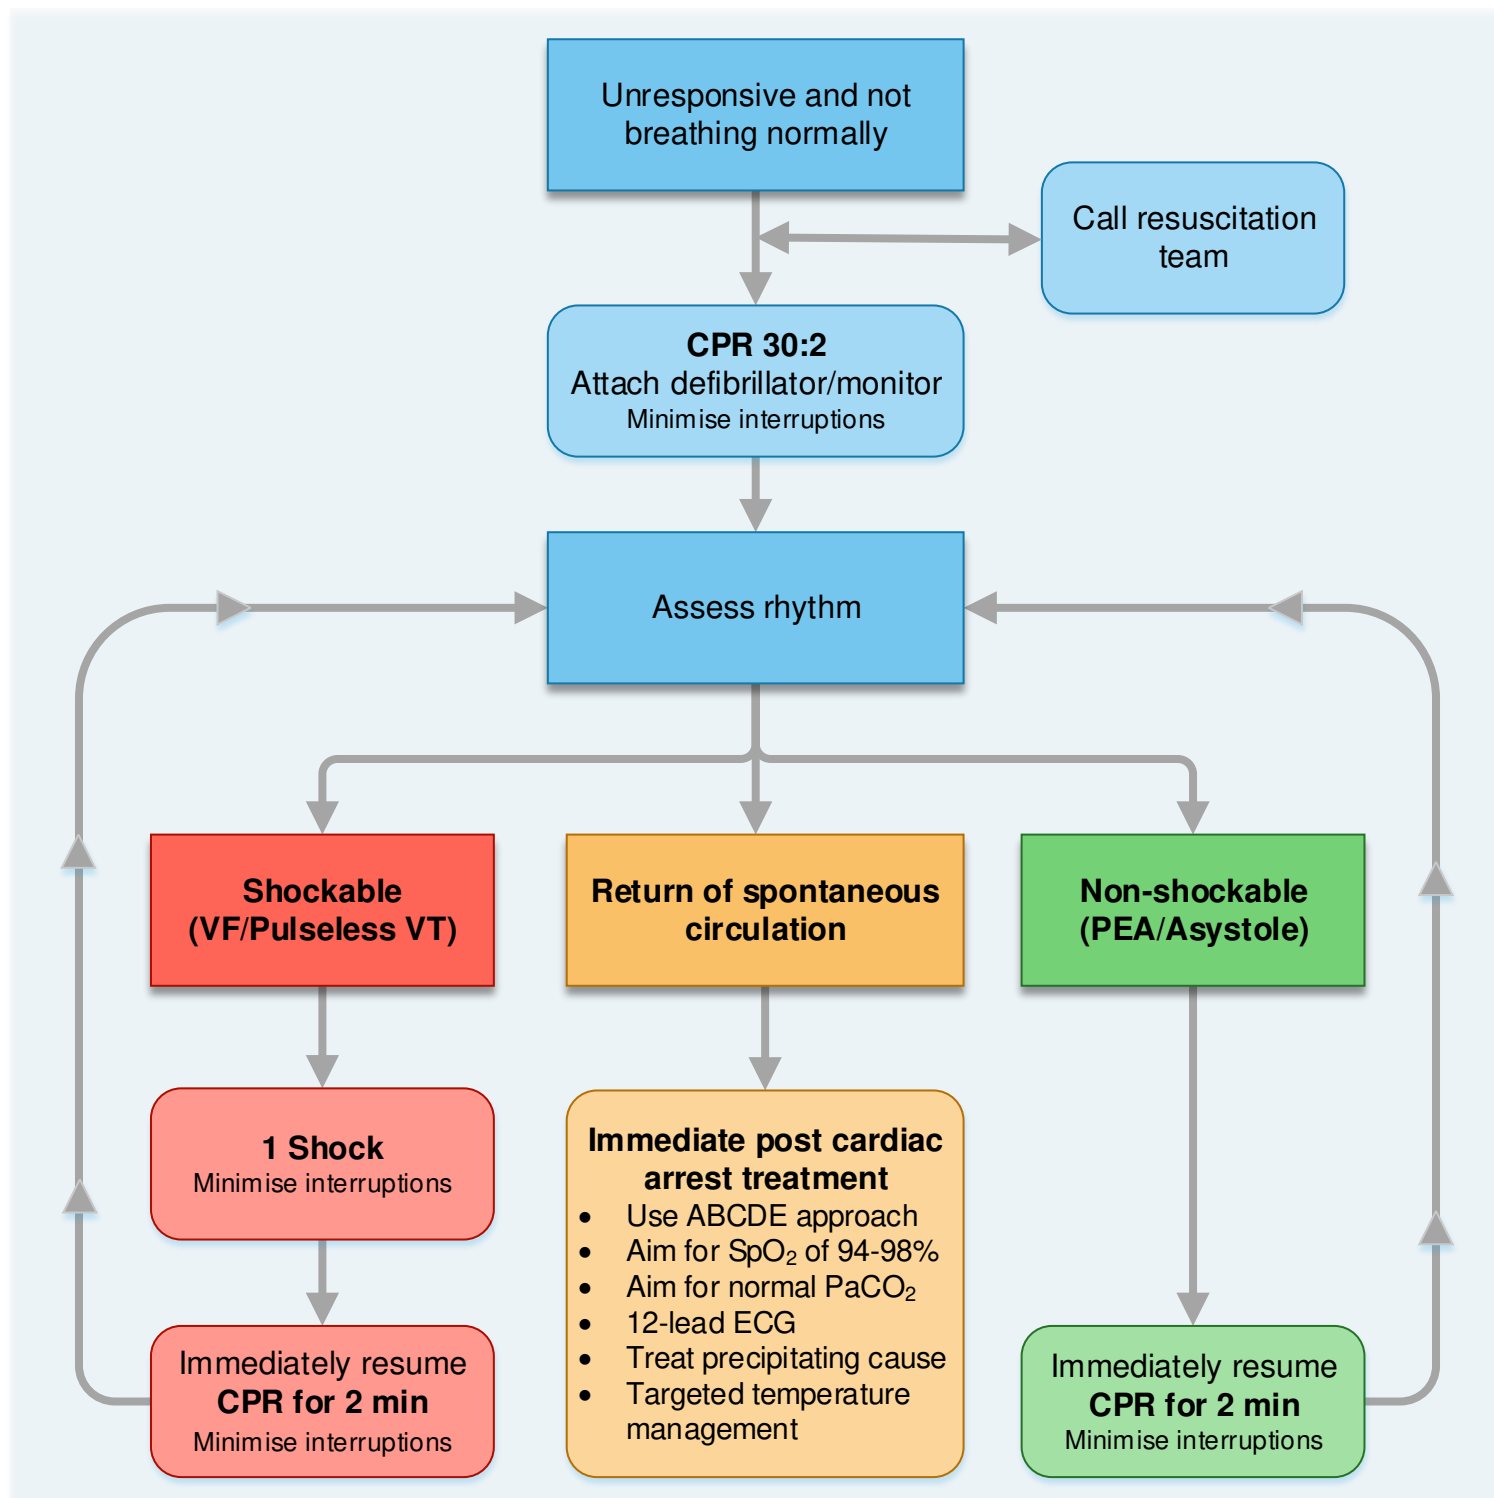 Unresponsive and not
breathing normally
Call resuscitation
team
CPR 30:2
Attach defibrillator/monitor
Minimise interruptions
Assess rhythm
Shockable
(VF/Pulseless VT)
Return of spontaneous
circulation
Non-shockable
(PEA/Asystole)
1 Shock
Minimise interruptions
Immediately resume
CPR for 2 min
Minimise interruptions
Immediate post cardiac
arrest treatment
• Use ABCDE approach
• Aim for SpO₂ of 94-98%
• Aim for normal PaCO₂
• 12-lead ECG
• Treat precipitating cause
• Targeted temperature
management
Immediately resume
CPR for 2 min
Minimise interruptions